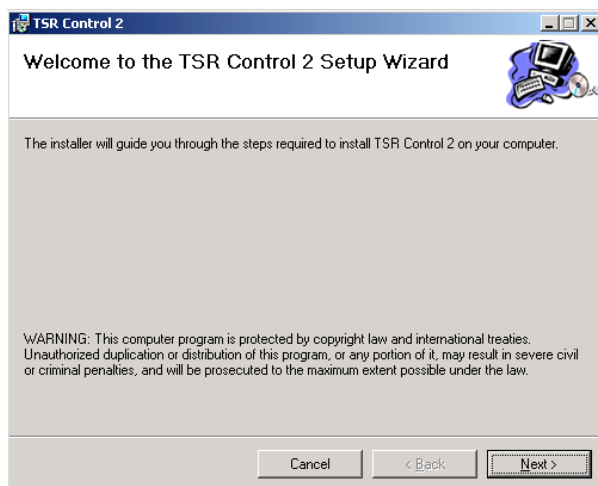 TSR Control 2
Welcome to the TSR Control 2 Setup Wizard
The installer will guide you through the steps required to install TSR Control 2 on your computer.
WARNING: This computer program is protected by copyright law and international treaties.
Unauthorized duplication or distribution of this program, or any portion of it, may result in severe civil
or criminal penalties, and will be prosecuted to the maximum extent possible under the law.
Cancel < Back Next >